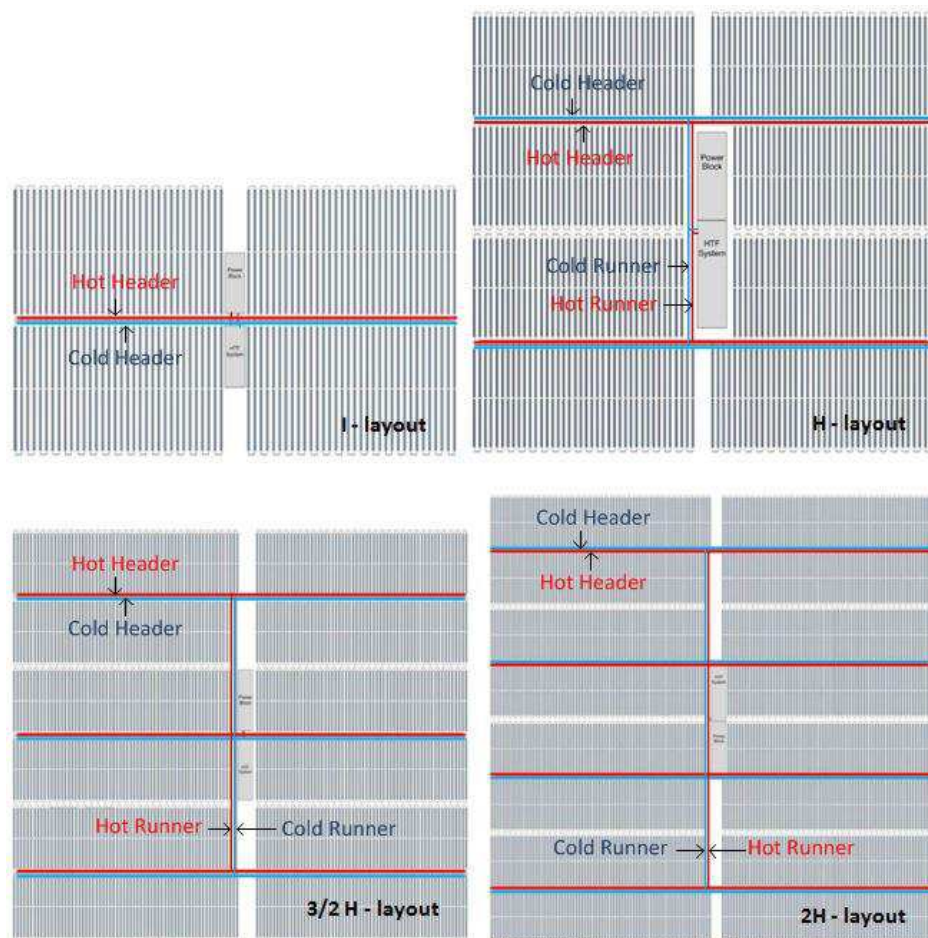 Hot Header
Cold Header
Power
Block
HTF
System
I - layout
Cold Header
Hot Header
Power
Block
HTF
System
Cold Runner
Hot Runner
H - layout
Hot Header
Cold Header
Power
Block
HTF
System
Hot Runner
Cold Runner
3/2 H - layout
Cold Header
Hot Header
HTF
System
Power
Block
Cold Runner
Hot Runner
2H - layout